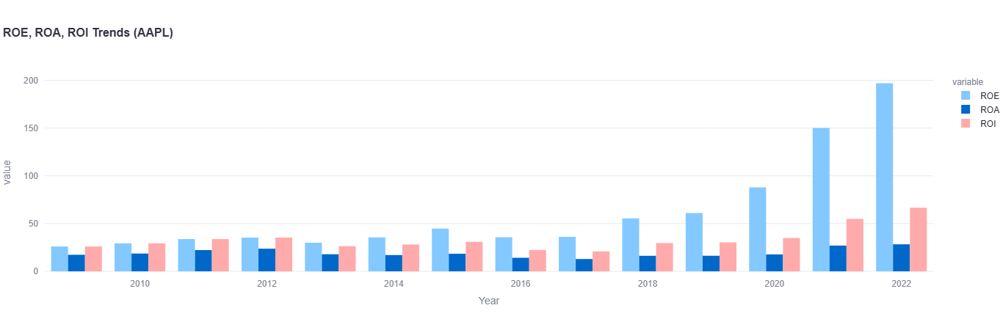 ROE, ROA, ROI Trends (AAPL)
200
150
100
50
0
value
2010 2012 2014 2016 2018 2020 2022
Year
variable
ROE
ROA
ROI